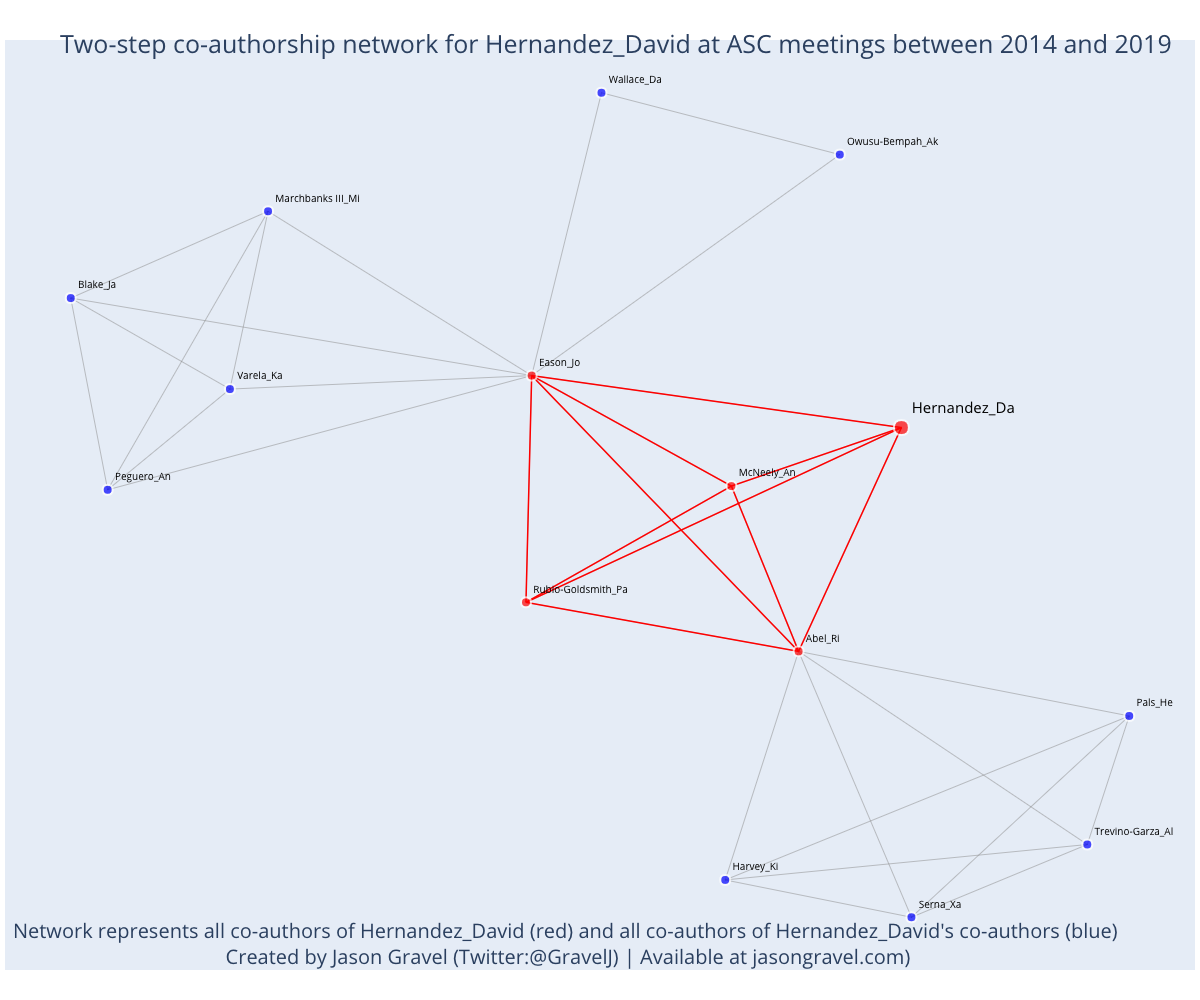 Two-step co-authorship network for Hernandez_David at ASC meetings between 2014 and 2019
Wallace_Da
Owusu-Bempah_Ak
Marchbanks III_Mi
Blake_Ja
Eason_Jo
Varela_Ka
Hernandez_Da
McNeely_An
Peguero_An
Rubio-Goldsmith_Pa
Abel_Ri
Pals_He
Trevino-Garza_Al
Harvey_Ki
Serna_Xa
Network represents all co-authors of Hernandez_David (red) and all co-authors of Hernandez_David's co-authors (blue)
Created by Jason Gravel (Twitter:@GravelJ) | Available at jasongravel.com)